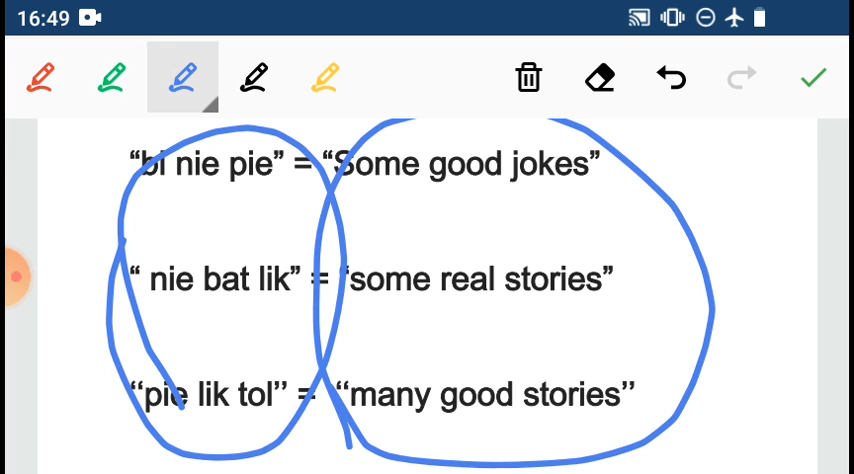 16:49
“bi nie pie” = “Some good jokes”
“ nie bat lik” = “some real stories”
‘‘pie lik tol’’ = ‘‘many good stories’’